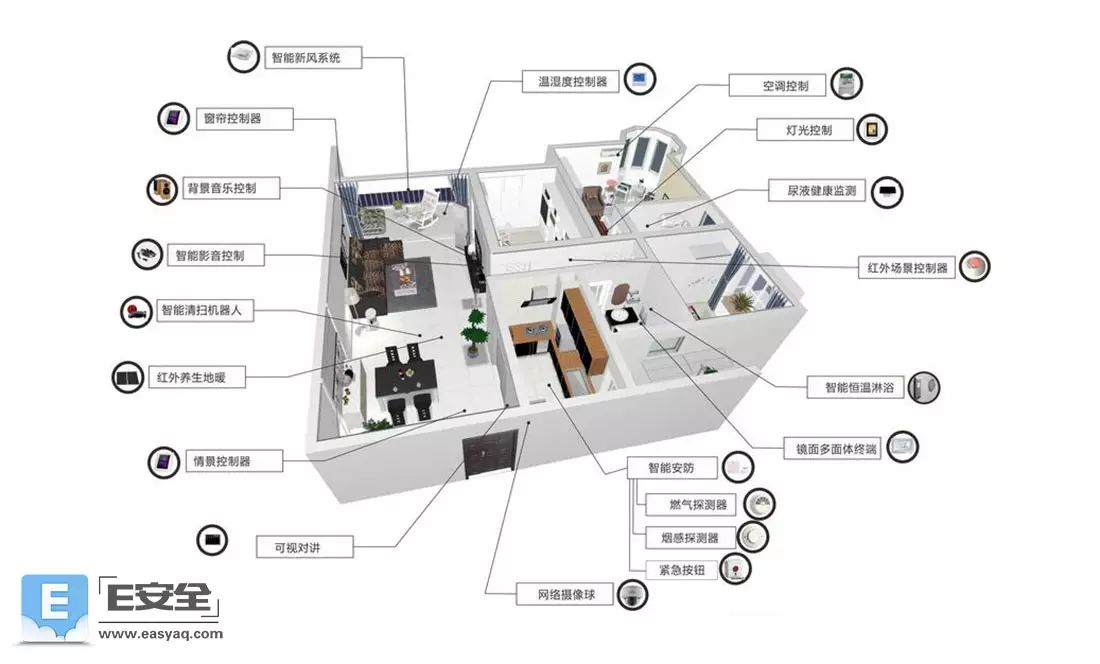 智能新风系统
温湿度控制器
空调控制
窗帘控制器
灯光控制
背景音乐控制
尿液健康监测
智能影音控制
红外场景控制器
智能清扫机器人
红外养生地暖
智能恒温淋浴
情景控制器
镜面多面体终端
智能安防
燃气探测器
烟感探测器
可视对讲
紧急按钮
网络摄像球
E
E安全
www.easyaq.com